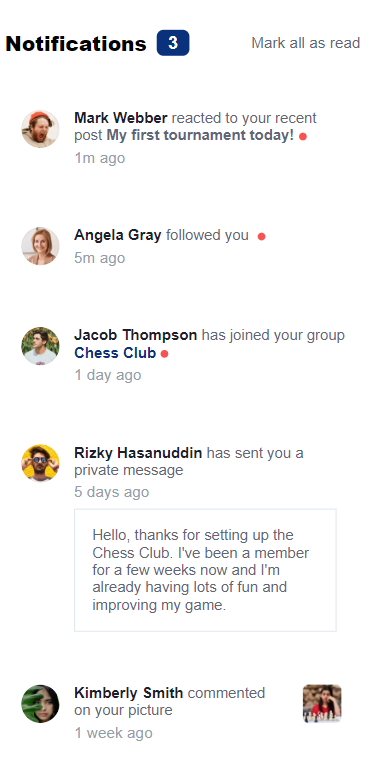 Notifications 3 Mark all as read
Mark Webber reacted to your recent
post My first tournament today!
1m ago
Angela Gray followed you
5m ago
Jacob Thompson has joined your group
Chess Club
1 day ago
Rizky Hasanuddin has sent you a
private message
5 days ago
Hello, thanks for setting up the
Chess Club. I've been a member
for a few weeks now and I'm
already having lots of fun and
improving my game.
Kimberly Smith commented
on your picture
1 week ago